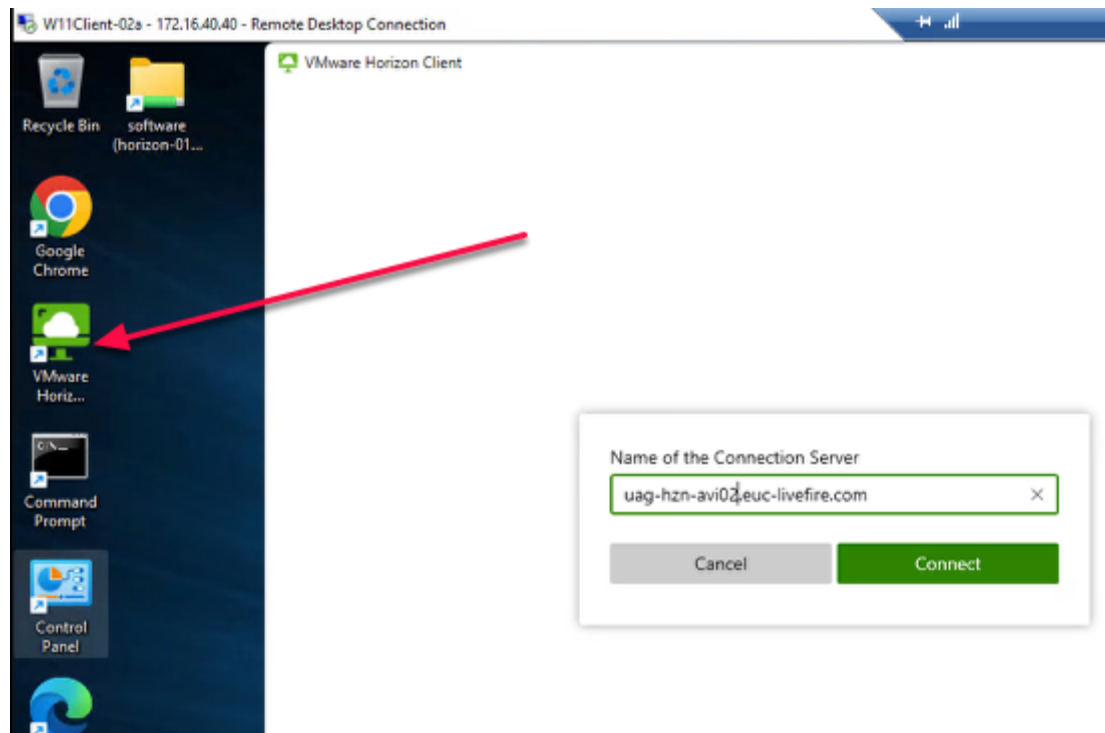 W11Client-02a - 172.16.40.40 - Remote Desktop Connection
VMware Horizon Client
Recycle Bin
software
(horizon-01...
Google
Chrome
VMware
Horiz...
Command
Prompt
Control
Panel
Name of the Connection Server
uag-hzn-avi02.euc-livefire.com
Cancel
Connect